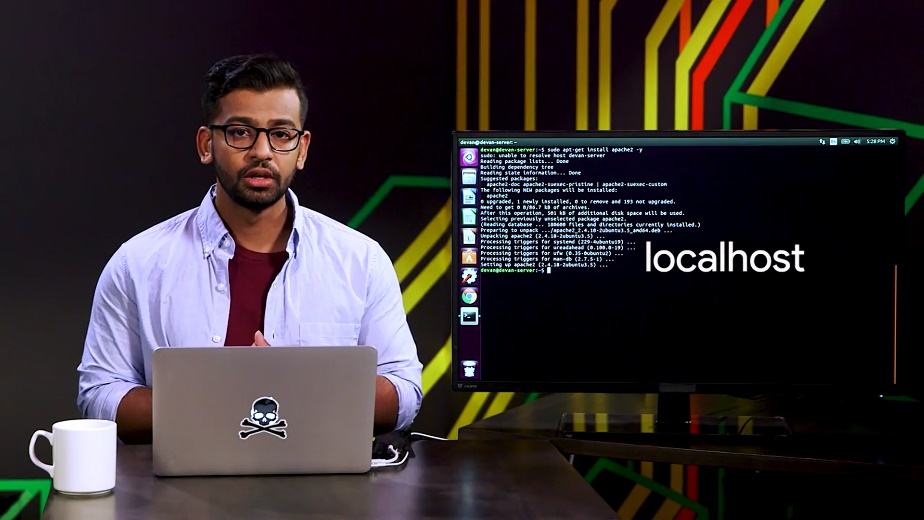 devan@devan-server: ~
5:28 PM
devan@devan-server:~$ sudo apt-get install apache2 -y
sudo: unable to resolve host devan-server
Reading package lists... Done
Building dependency tree
Reading state information... Done
Suggested packages:
apache2-doc apache2-suexec-pristine | apache2-suexec-custom
The following NEW packages will be installed:
apache2
0 upgraded, 1 newly installed, 0 to remove and 193 not upgraded.
Need to get 0 B/86.7 kB of archives.
After this operation, 501 kB of additional disk space will be used.
Selecting previously unselected package apache2.
(Reading database ... 180600 files and directories currently installed.)
Preparing to unpack .../apache2_2.4.18-2ubuntu3.5_amd64.deb ...
Unpacking apache2 (2.4.18-2ubuntu3.5) ...
Processing triggers for systemd (229-4ubuntu19) ...
Processing triggers for ureadahead (0.100.0-19) ...
Processing triggers for ufw (0.35-0ubuntu2) ...
Processing triggers for man-db (2.7.5-1) ...
Setting up apache2 (2.4.18-2ubuntu3.5) ...
devan@devan-server:~$
localhost